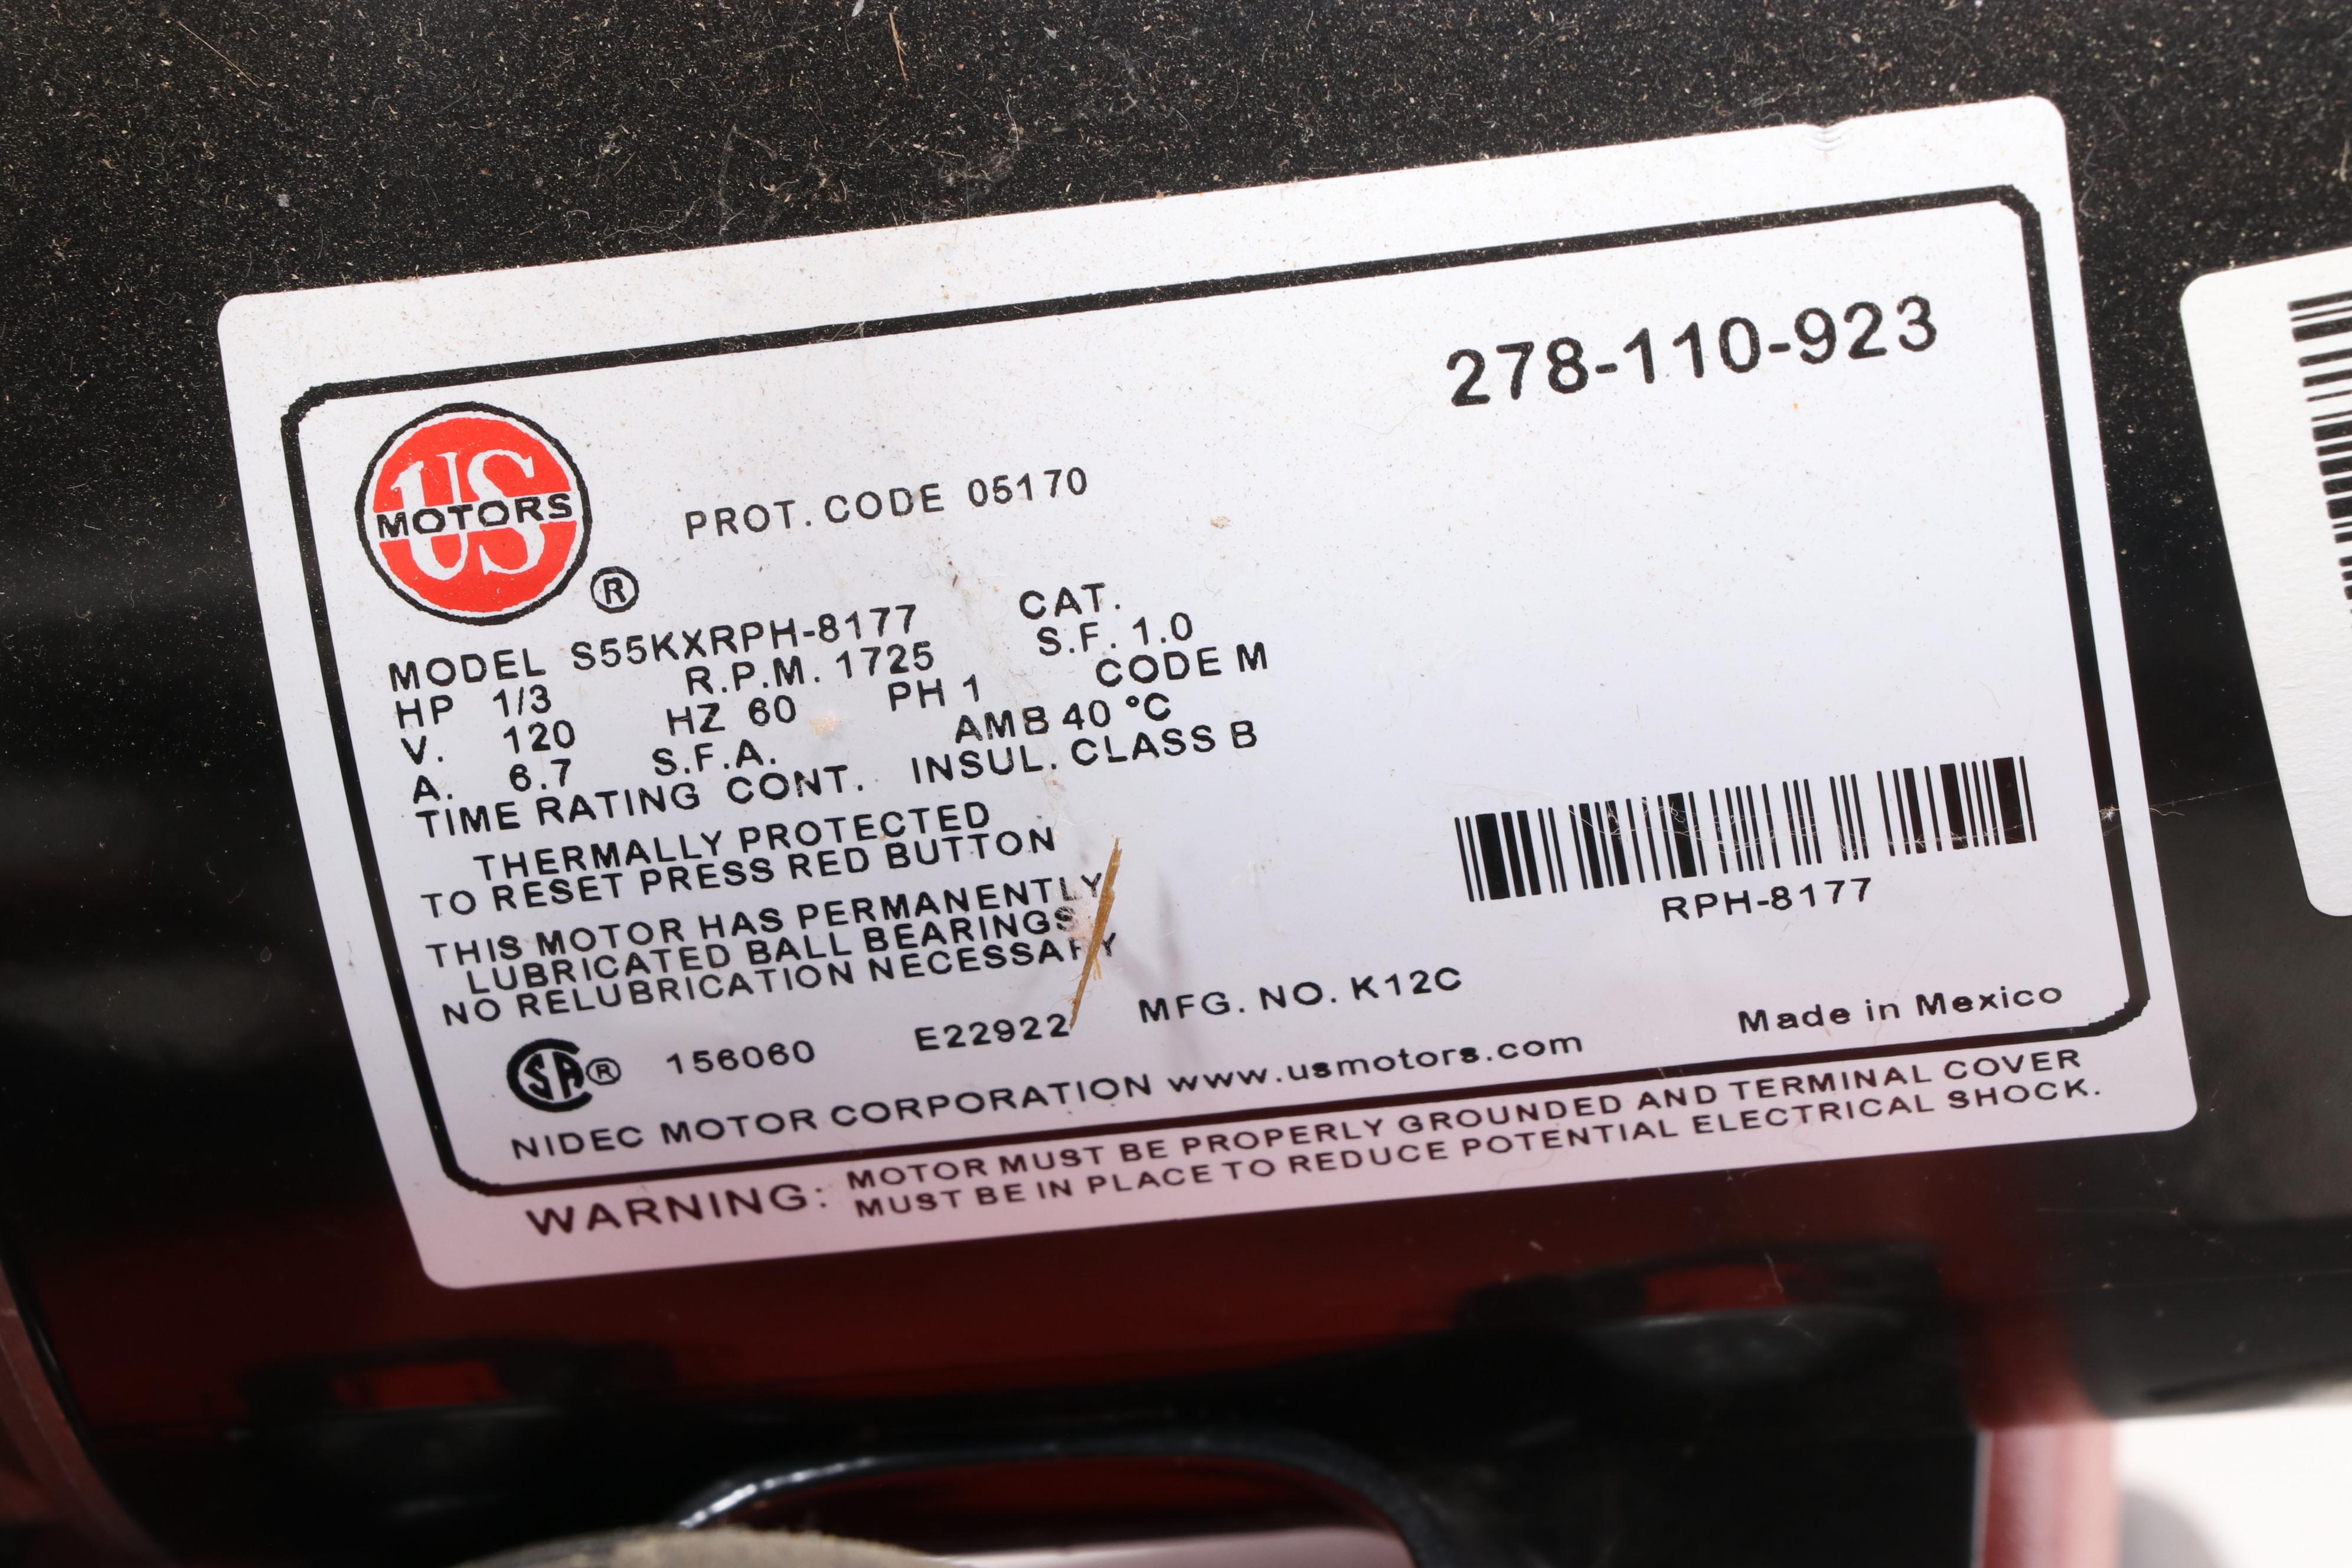 278-110-923
US
MOTORS
®
PROT. CODE 05170
MODEL S55KXRPH-8177 CAT.
HP 1/3 R.P.M. 1725 S.F. 1.0
V. 120 HZ 60 PH 1 CODE M
A. 6.7 S.F.A. AMB 40 °C
TIME RATING CONT. INSUL. CLASS B
THERMALLY PROTECTED
TO RESET PRESS RED BUTTON
THIS MOTOR HAS PERMANENTLY
LUBRICATED BALL BEARINGS
NO RELUBRICATION NECESSARY
RPH-8177
SA® 156060 E22922 MFG. NO. K12C
Made in Mexico
NIDEC MOTOR CORPORATION www.usmotors.com
WARNING: MOTOR MUST BE PROPERLY GROUNDED AND TERMINAL COVER
MUST BE IN PLACE TO REDUCE POTENTIAL ELECTRICAL SHOCK.